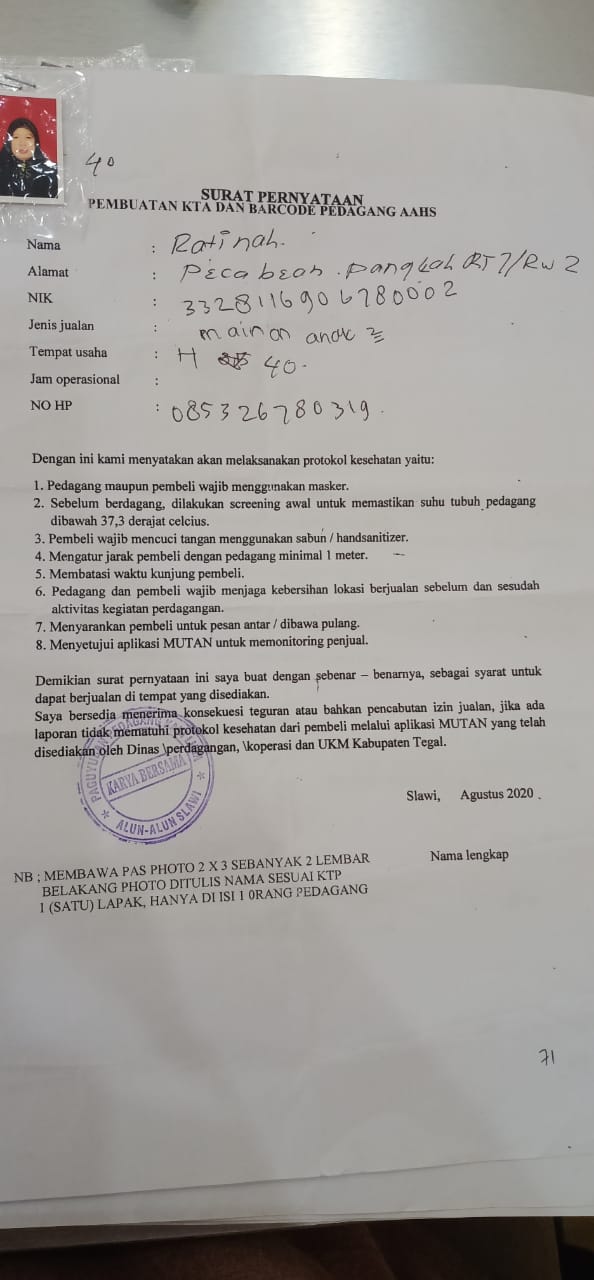 40
SURAT PERNYATAAN
PEMBUATAN KTA DAN BARCODE PEDAGANG AAHS
Nama : Ratinah.
Alamat : Pecabean . Pangkah RT 7/RW 2
NIK : 3328116906780002
Jenis jualan : mainan anak
Tempat usaha : H 40.
Jam operasional :
NO HP : 085326780319.
Dengan ini kami menyatakan akan melaksanakan protokol kesehatan yaitu:
1. Pedagang maupun pembeli wajib menggunakan masker.
2. Sebelum berdagang, dilakukan screening awal untuk memastikan suhu tubuh pedagang
dibawah 37,3 derajat celcius.
3. Pembeli wajib mencuci tangan menggunakan sabun / handsanitizer.
4. Mengatur jarak pembeli dengan pedagang minimal 1 meter.
5. Membatasi waktu kunjung pembeli.
6. Pedagang dan pembeli wajib menjaga kebersihan lokasi berjualan sebelum dan sesudah
aktivitas kegiatan perdagangan.
7. Menyarankan pembeli untuk pesan antar / dibawa pulang.
8. Menyetujui aplikasi MUTAN untuk memonitoring penjual.
Demikian surat pernyataan ini saya buat dengan sebenar – benarnya, sebagai syarat untuk
dapat berjualan di tempat yang disediakan.
Saya bersedia menerima konsekuesi teguran atau bahkan pencabutan izin jualan, jika ada
laporan tidak mematuhi protokol kesehatan dari pembeli melalui aplikasi MUTAN yang telah
disediakan oleh Dinas \perdagangan, \koperasi dan UKM Kabupaten Tegal.
KARYA BERSAMA
ALUN-ALUN SLAWI
Slawi, Agustus 2020 .
Nama lengkap
NB ; MEMBAWA PAS PHOTO 2 X 3 SEBANYAK 2 LEMBAR
BELAKANG PHOTO DITULIS NAMA SESUAI KTP
1 (SATU) LAPAK, HANYA DI ISI 1 0RANG PEDAGANG
71